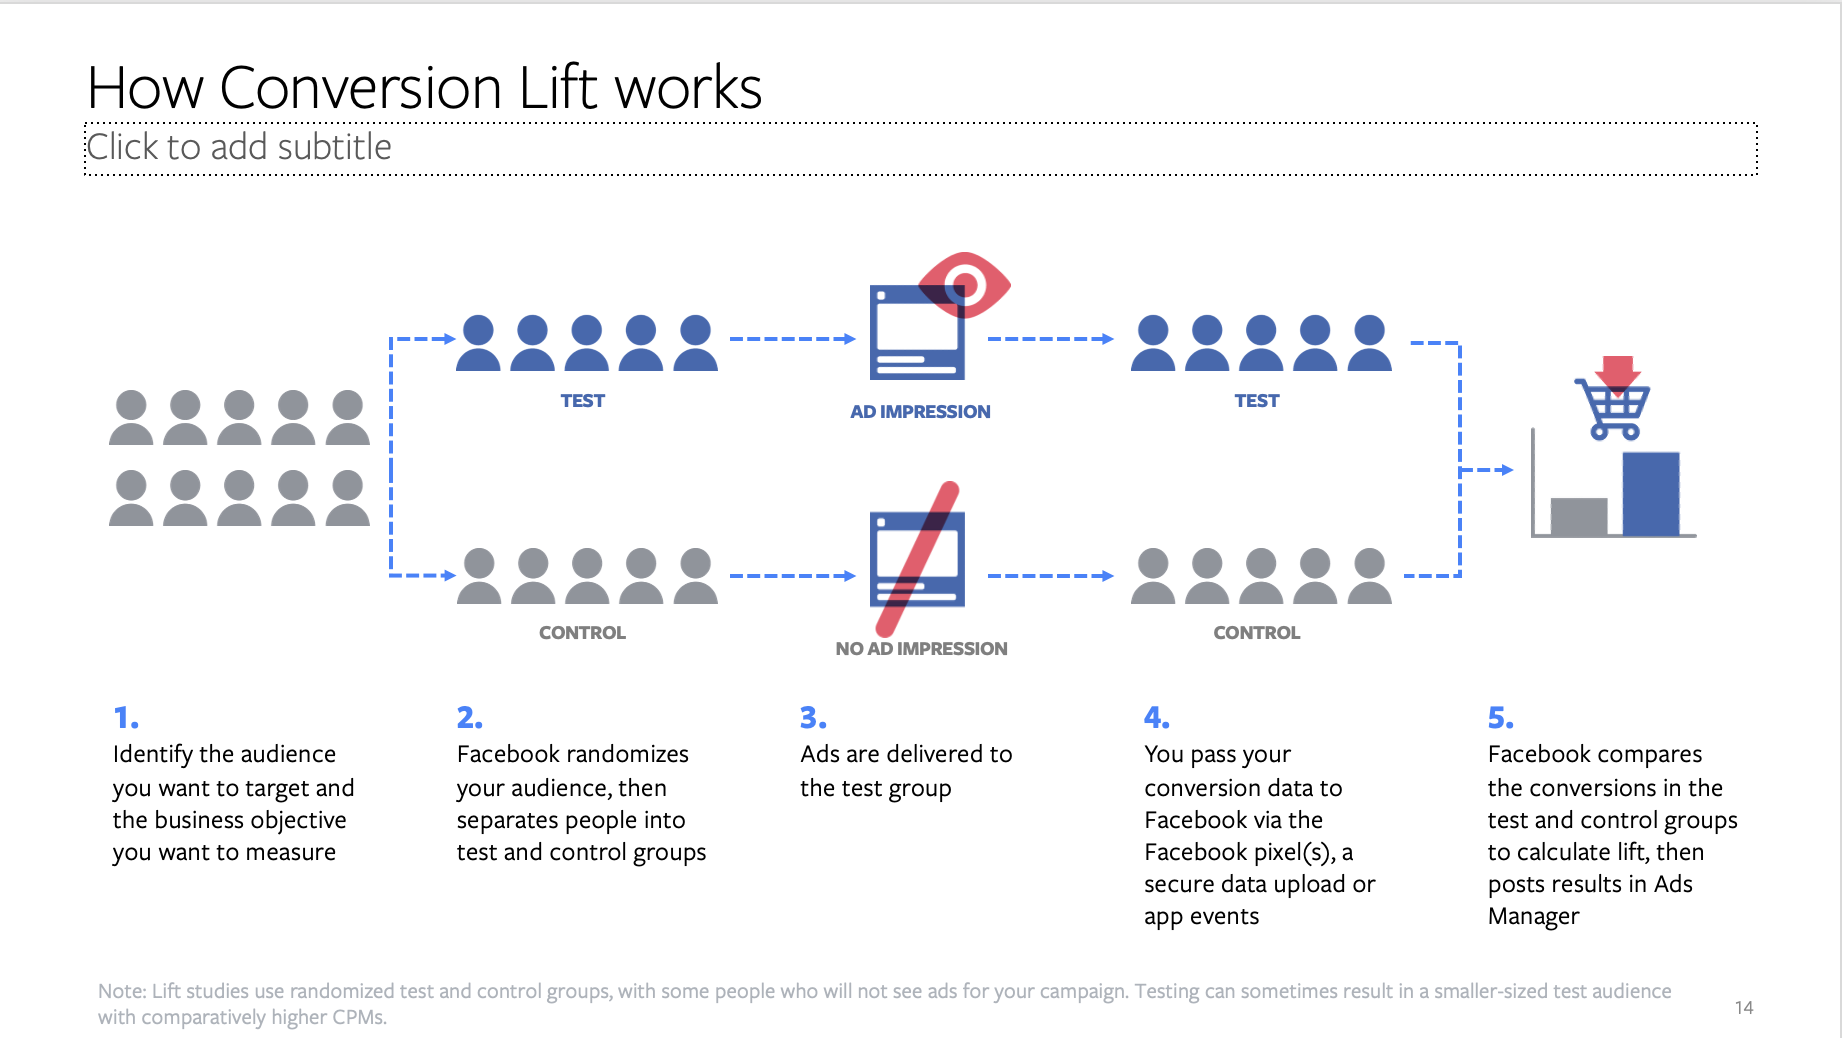 How Conversion Lift works
Click to add subtitle
TEST
AD IMPRESSION
TEST
CONTROL
NO AD IMPRESSION
CONTROL
1.
Identify the audience
you want to target and
the business objective
you want to measure
2.
Facebook randomizes
your audience, then
separates people into
test and control groups
3.
Ads are delivered to
the test group
4.
You pass your
conversion data to
Facebook via the
Facebook pixel(s), a
secure data upload or
app events
5.
Facebook compares
the conversions in the
test and control groups
to calculate lift, then
posts results in Ads
Manager
Note: Lift studies use randomized test and control groups, with some people who will not see ads for your campaign. Testing can sometimes result in a smaller-sized test audience
with comparatively higher CPMs.
14